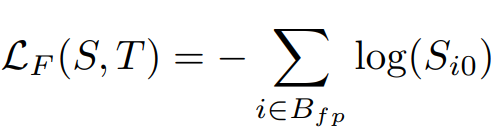 \mathcal{L}_F(S, T) = - \sum_{i \in B_{fp}} \log(S_{i0})